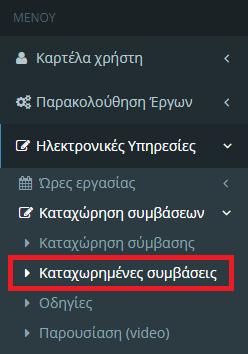 ΜΕΝΟΥ
Καρτέλα χρήστη
Παρακολούθηση Έργων
Ηλεκτρονικές Υπηρεσίες
Ώρες εργασίας
Καταχώρηση συμβάσεων
Καταχώρηση σύμβασης
Καταχωρημένες συμβάσεις
Οδηγίες
Παρουσίαση (video)